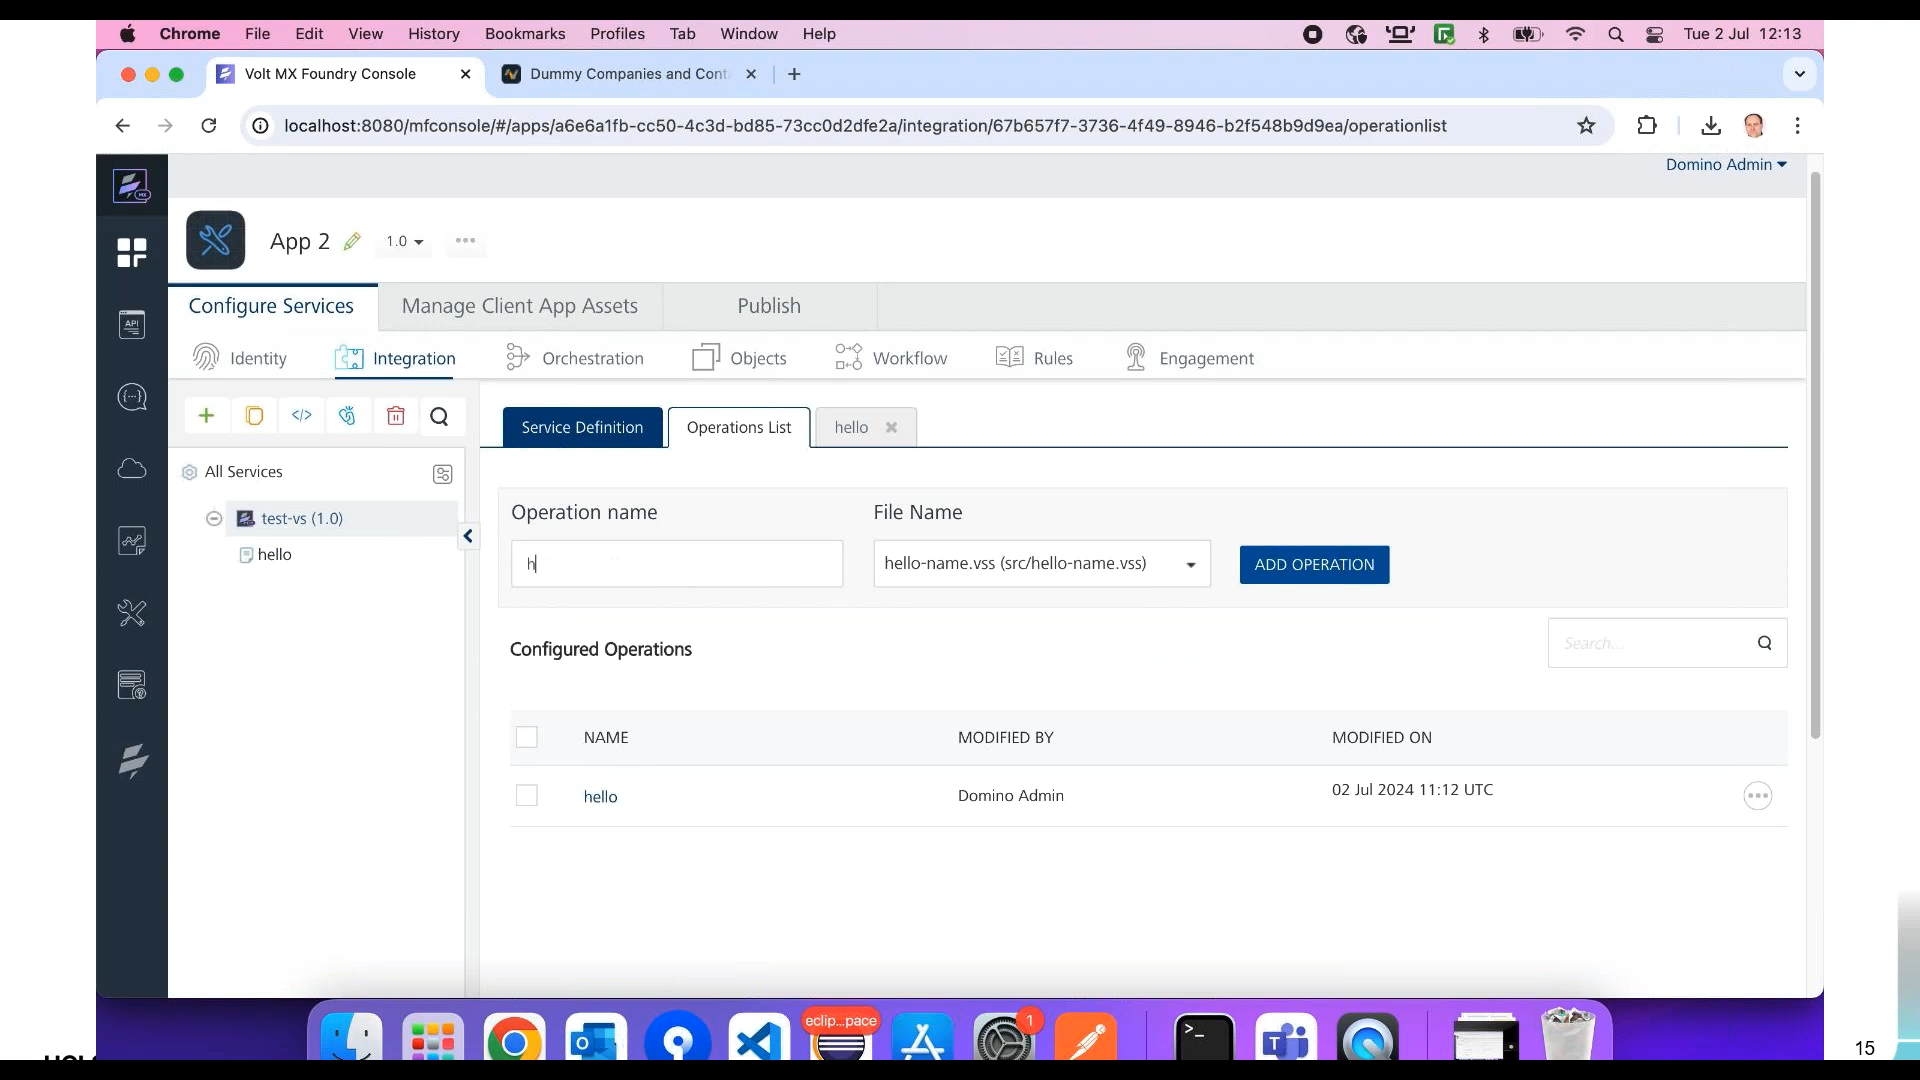 Chrome File Edit View History Bookmarks Profiles Tab Window Help Tue 2 Jul 12:13
Volt MX Foundry Console Dummy Companies and Cont
localhost:8080/mfconsole/#/apps/a6e6a1fb-cc50-4c3d-bd85-73cc0d2dfe2a/integration/67b657f7-3736-4f49-8946-b2f548b9d9ea/operationlist
Domino Admin
App 2 1.0
Configure Services Manage Client App Assets Publish
API
Identity Integration Orchestration Objects Workflow Rules Engagement
Service Definition Operations List hello
All Services
test-vs (1.0)
hello
Operation name File Name
h hello-name.vss (src/hello-name.vss) ADD OPERATION
Configured Operations Search...
NAME MODIFIED BY MODIFIED ON
hello Domino Admin 02 Jul 2024 11:12 UTC
eclip...pace 1
15